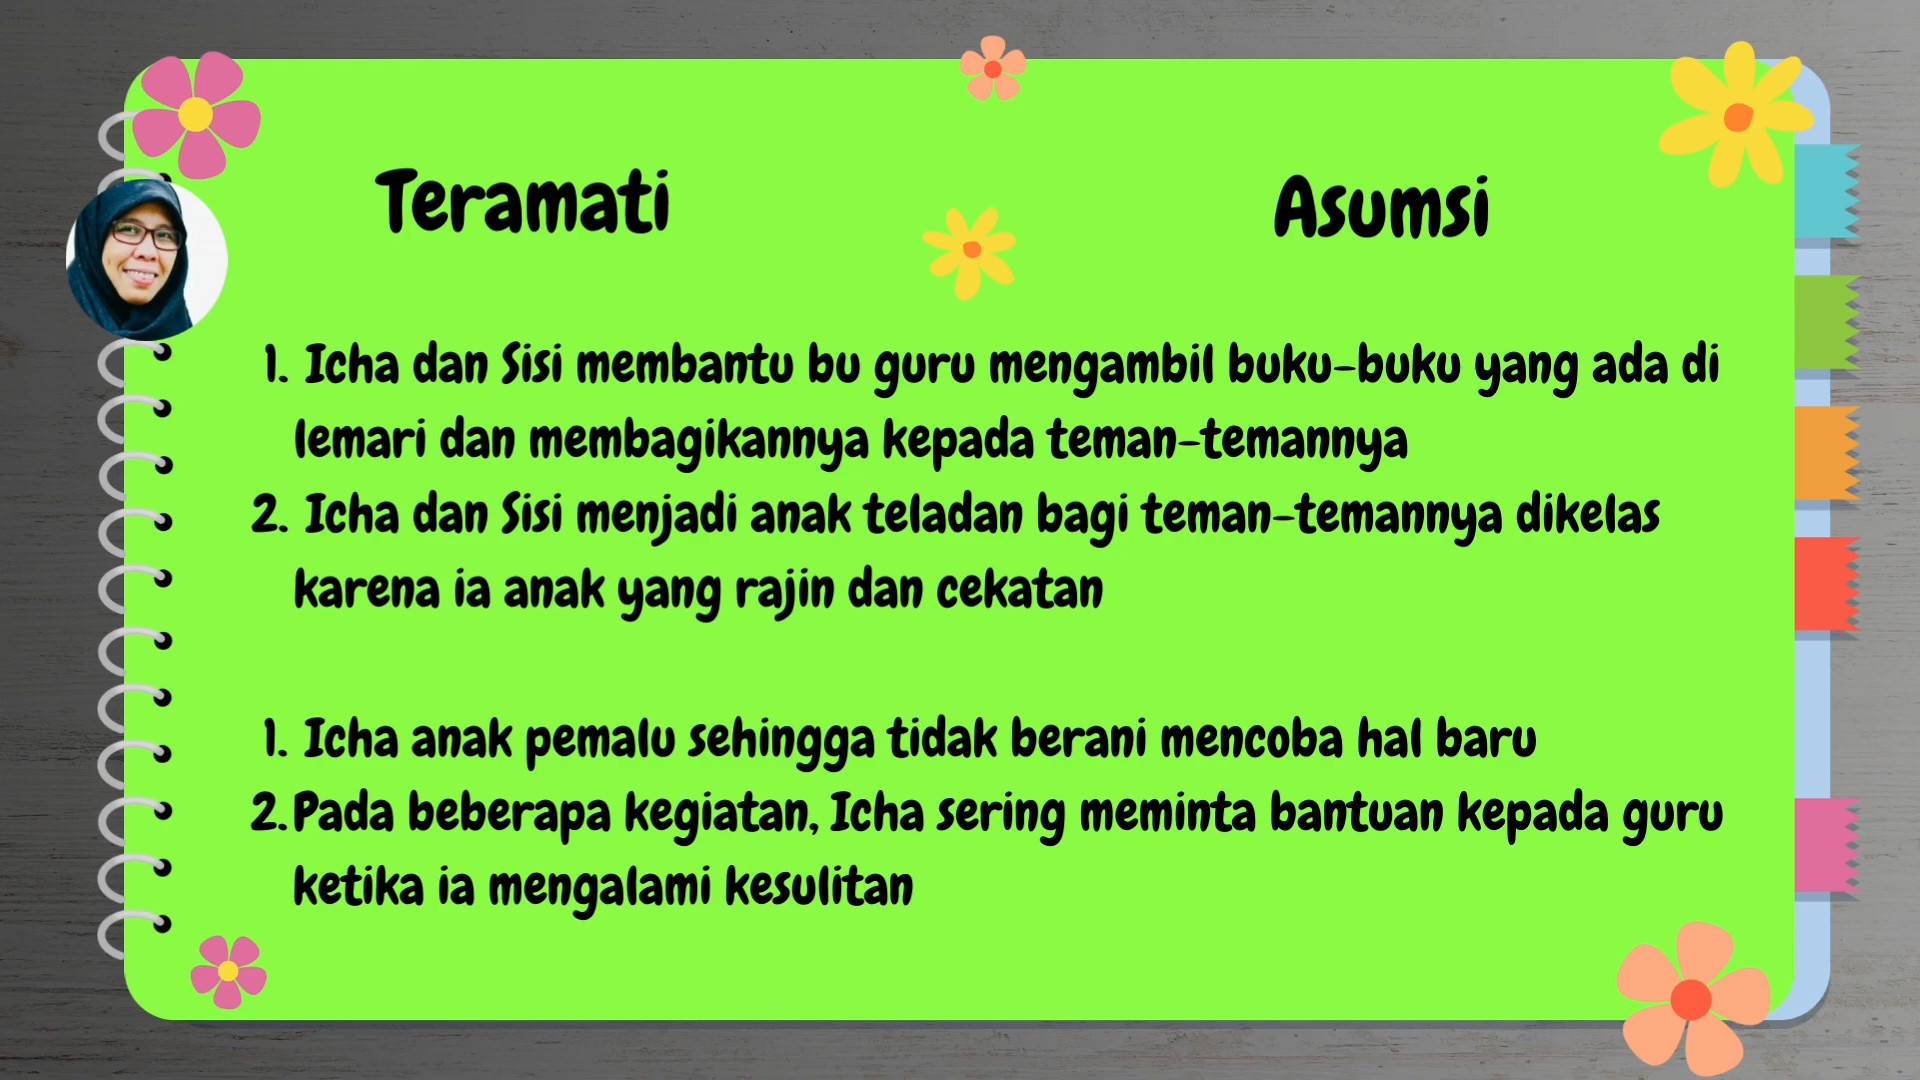 Teramati
Asumsi
1. Icha dan Sisi membantu bu guru mengambil buku-buku yang ada di
lemari dan membagikannya kepada teman-temannya
2. Icha dan Sisi menjadi anak teladan bagi teman-temannya dikelas
karena ia anak yang rajin dan cekatan
1. Icha anak pemalu sehingga tidak berani mencoba hal baru
2. Pada beberapa kegiatan, Icha sering meminta bantuan kepada guru
ketika ia mengalami kesulitan